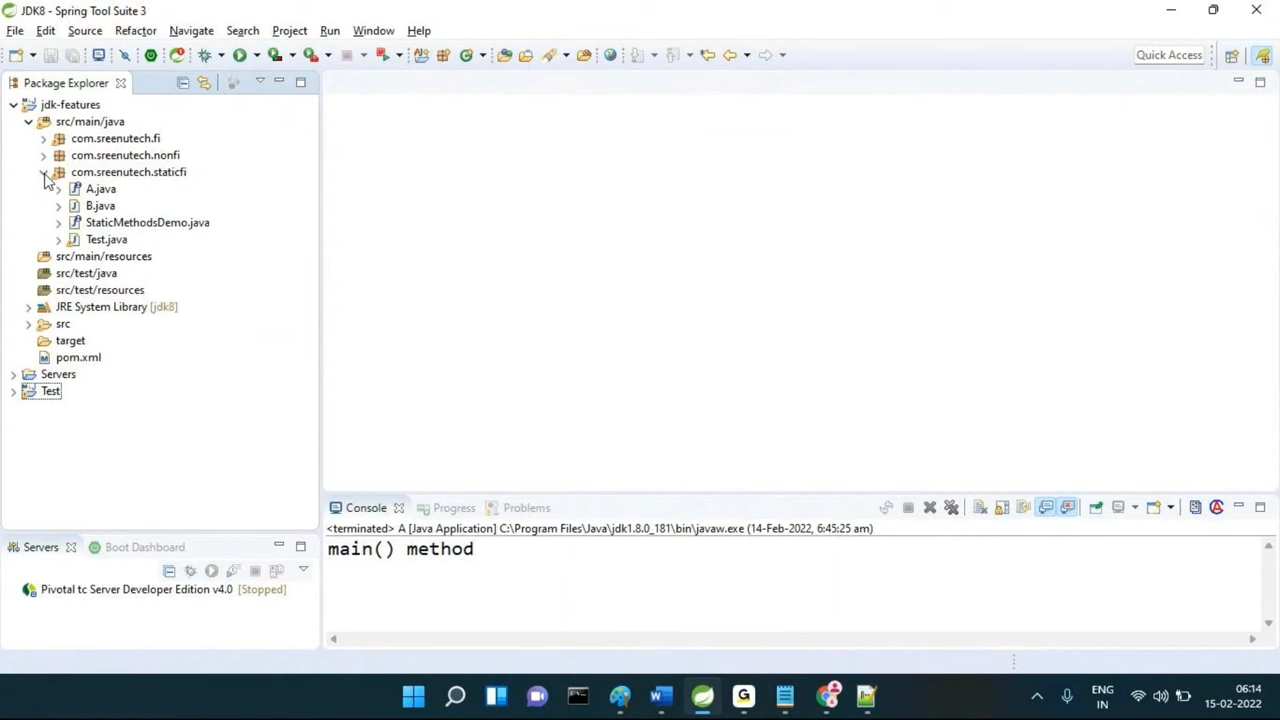 JDK8 - Spring Tool Suite 3
File Edit Source Refactor Navigate Search Project Run Window Help
Quick Access
Package Explorer
jdk-features
src/main/java
com.sreenutech.fi
com.sreenutech.nonfi
com.sreenutech.staticfi
A.java
B.java
StaticMethodsDemo.java
Test.java
src/main/resources
src/test/java
src/test/resources
JRE System Library [jdk8]
src
target
pom.xml
Servers
Test
Console Progress Problems
<terminated> A [Java Application] C:\Program Files\Java\jdk1.8.0_181\bin\javaw.exe (14-Feb-2022, 6:45:25 am)
main() method
Servers Boot Dashboard
Pivotal tc Server Developer Edition v4.0 [Stopped]
ENG
IN
06:14
15-02-2022